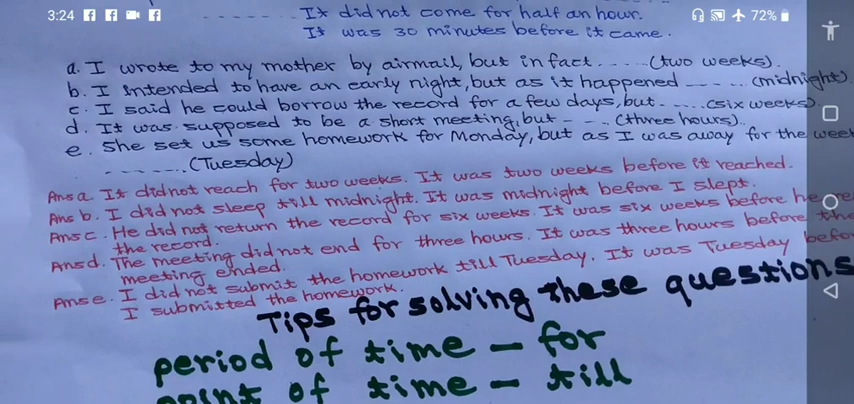 3:24
72%
It did not come for half an hour.
It was 30 minutes before it came.
a. I wrote to my mother by airmail, but in fact.....(two weeks).
b. I intended to have an early night, but as it happened ...... (midnight).
c. I said he could borrow the record for a few days, but......(six weeks).
d. It was supposed to be a short meeting, but ---. (three hours).
e. She set us some homework for Monday, but as I was away for the week
.......(Tuesday)
Ans a. It didnot reach for two weeks. It was two weeks before it reached.
Ans b. I did not sleep till midnight. It was midnight before I slept.
Ans c. He did not return the record for six weeks. It was six weeks before he
the record.
Ans d. The meeting did not end for three hours. It was three hours before the
meeting ended.
Ans e. I did not submit the homework till Tuesday. It was Tuesday befor
I submitted the homework.
Tips for solving these questions
period of time — for
point of time — till